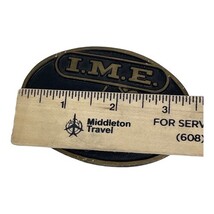 I.M.E.
1 2 3
Middleton FOR SERV
Travel (608)